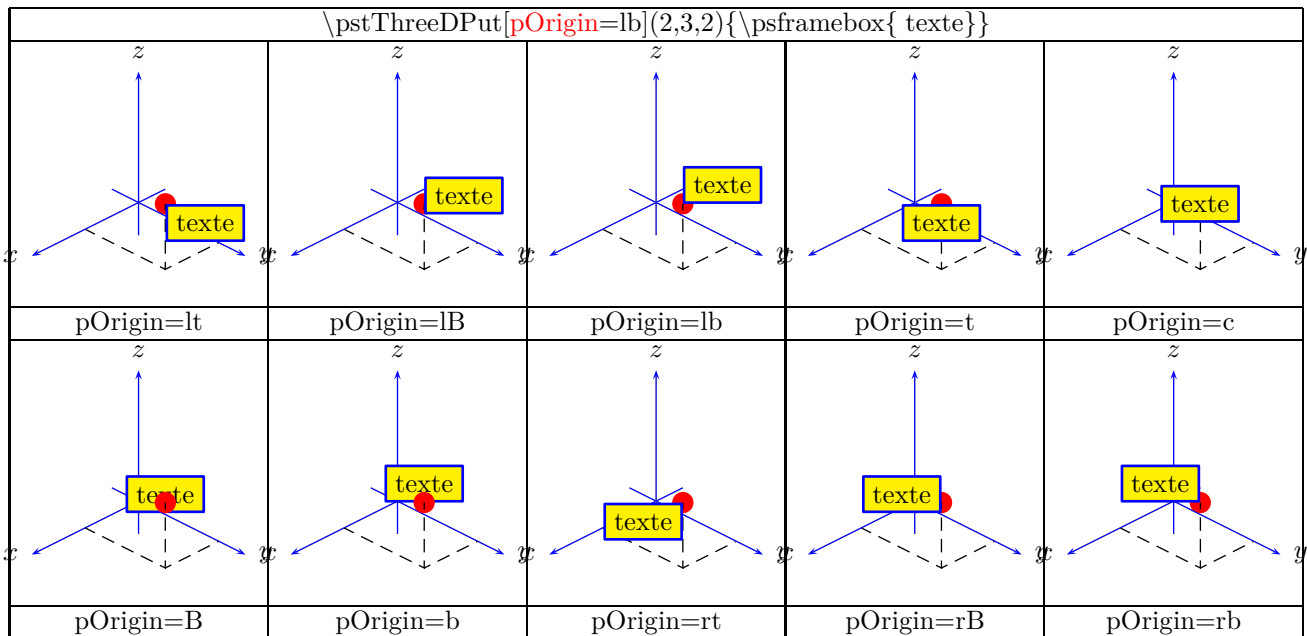 \pstThreeDPut[pOrigin=lb](2,3,2){\psframebox{ texte}}
z z z z z
texte texte texte texte texte
x y x y x y x y x y
pOrigin=lt pOrigin=lB pOrigin=lb pOrigin=t pOrigin=c
z z z z z
texte texte texte texte texte
x y x y x y x y x y
pOrigin=B pOrigin=b pOrigin=rt pOrigin=rB pOrigin=rb